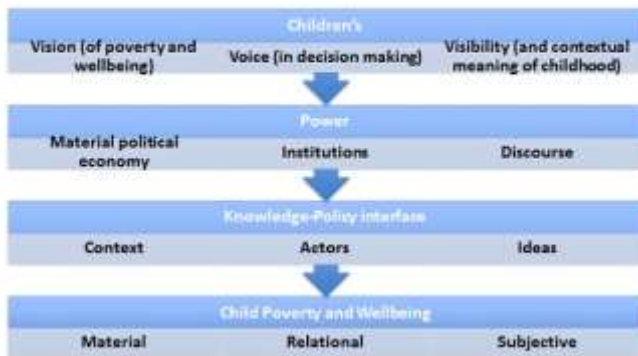 Children's
Vision (of poverty and
wellbeing)
Voice (in decision making)
Visibility (and contextual
meaning of childhood)
Power
Material political
economy
Institutions
Discourse
Knowledge-Policy interface
Context
Actors
Ideas
Child Poverty and Wellbeing
Material
Relational
Subjective